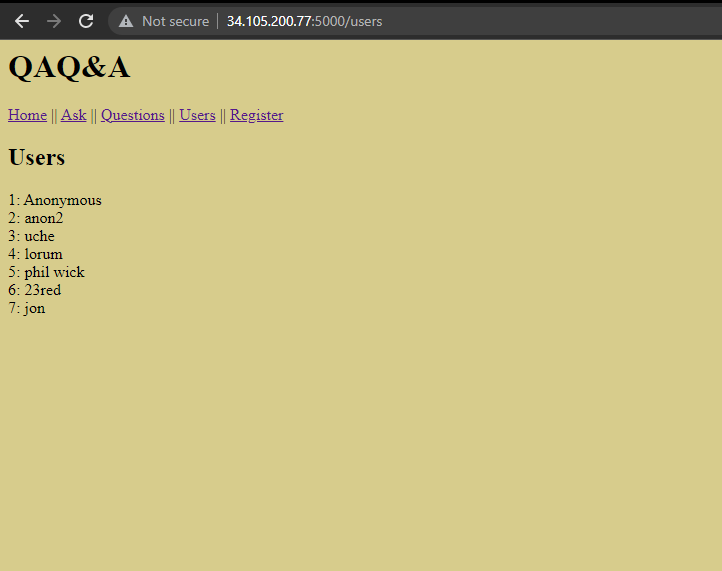 Not secure | 34.105.200.77:5000/users
QAQ&A
Home || Ask || Questions || Users || Register
Users
1: Anonymous
2: anon2
3: uche
4: lorum
5: phil wick
6: 23red
7: jon